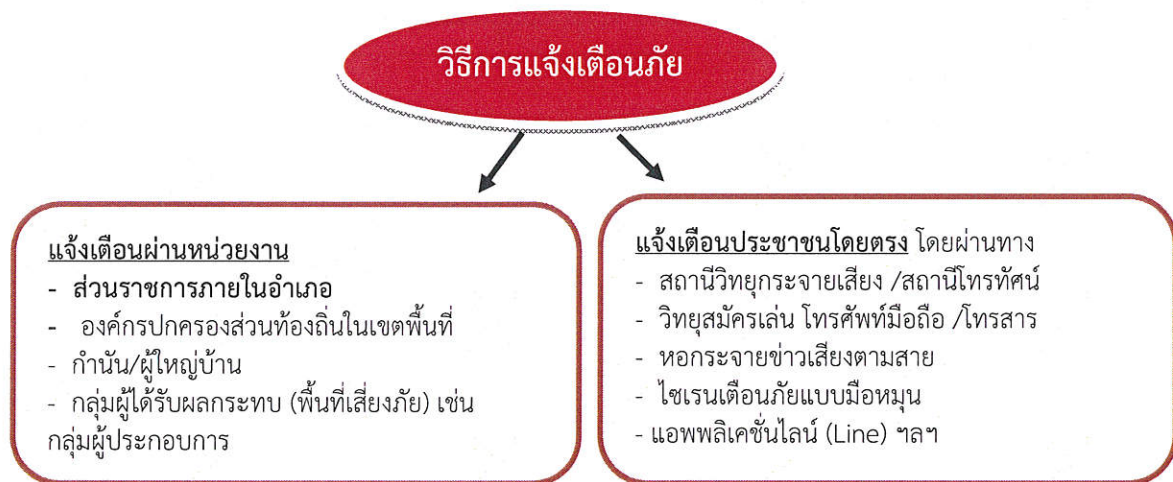 วิธีการแจ้งเตือนภัย
แจ้งเตือนผ่านหน่วยงาน
- ส่วนราชการภายในอำเภอ
- องค์กรปกครองส่วนท้องถิ่นในเขตพื้นที่
- กำนัน/ผู้ใหญ่บ้าน
- กลุ่มผู้ได้รับผลกระทบ (พื้นที่เสี่ยงภัย) เช่น
กลุ่มผู้ประกอบการ
แจ้งเตือนประชาชนโดยตรง โดยผ่านทาง
- สถานีวิทยุกระจายเสียง /สถานีโทรทัศน์
- วิทยุสมัครเล่น โทรศัพท์มือถือ /โทรสาร
- หอกระจายข่าวเสียงตามสาย
- ไซเรนเตือนภัยแบบมือหมุน
- แอพพลิเคชั่นไลน์ (Line) ฯลฯ